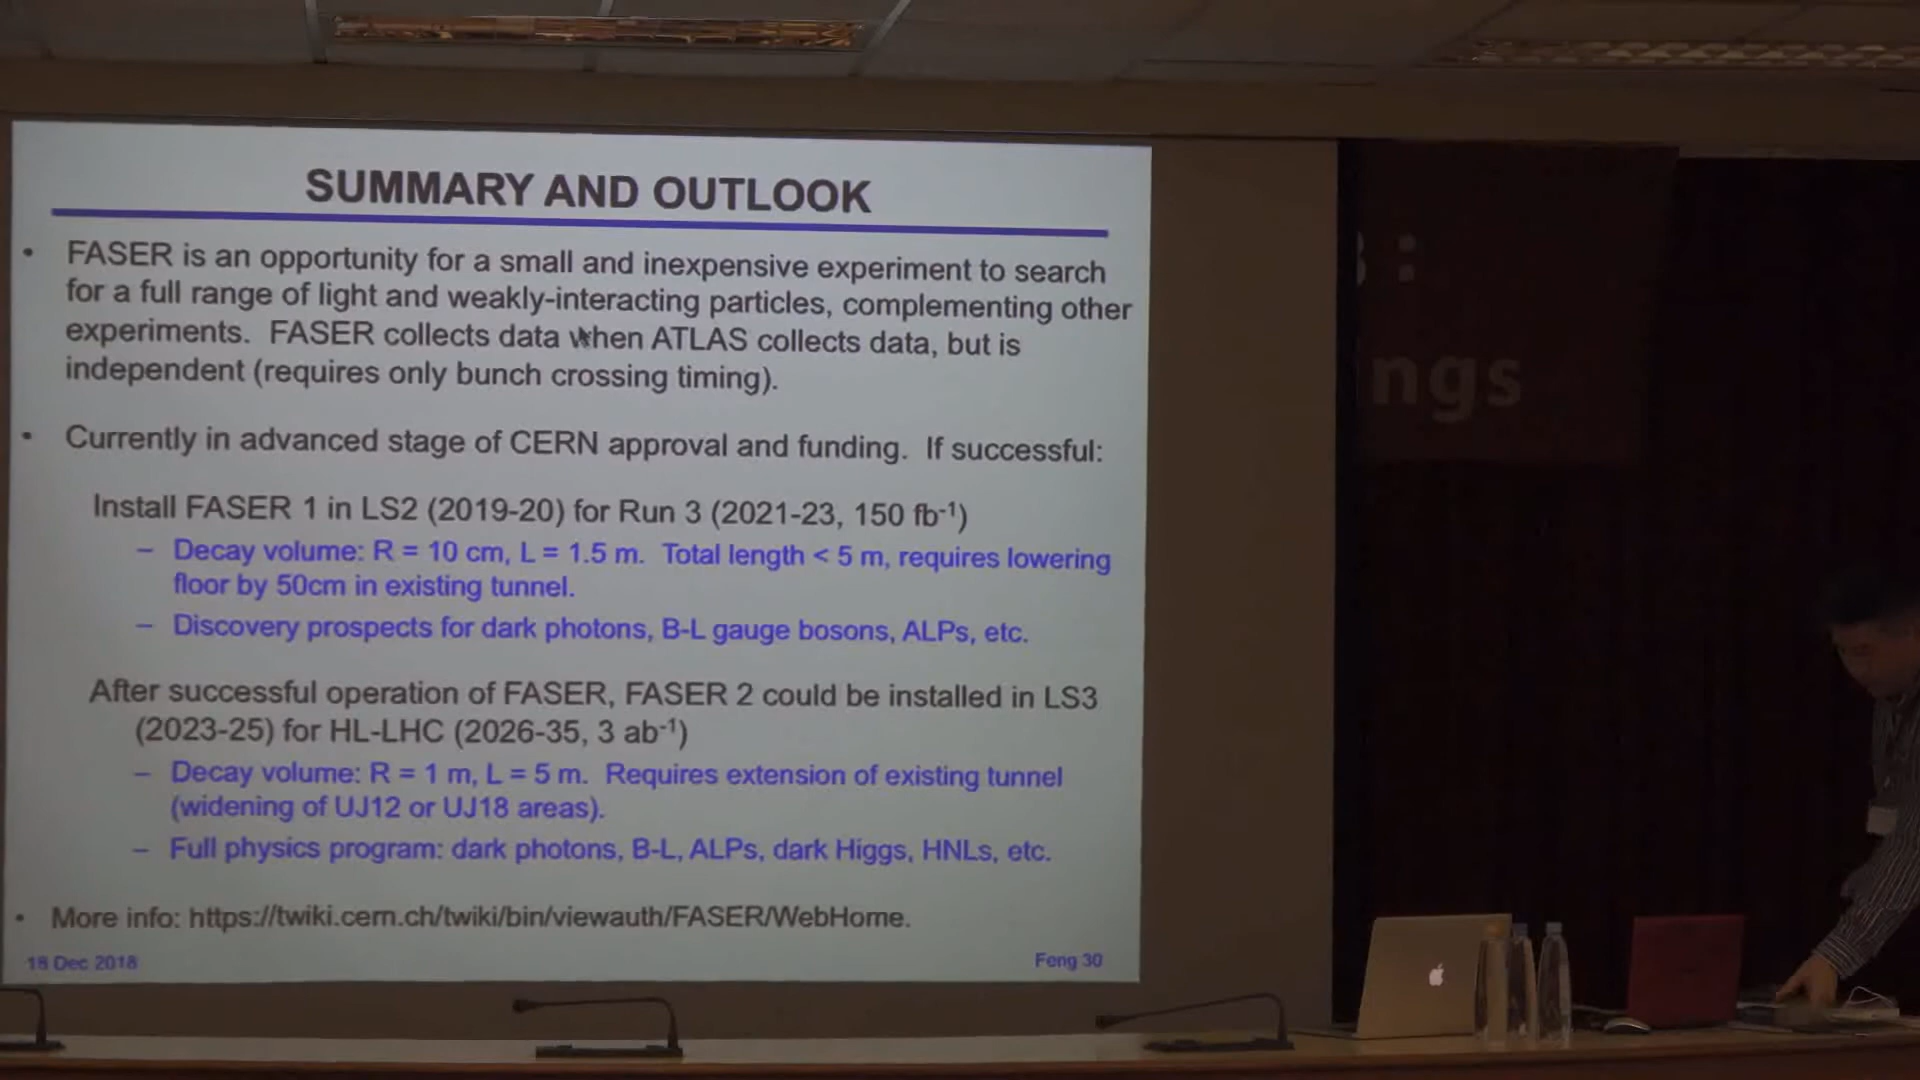 SUMMARY AND OUTLOOK
• FASER is an opportunity for a small and inexpensive experiment to search
for a full range of light and weakly-interacting particles, complementing other
experiments. FASER collects data when ATLAS collects data, but is
independent (requires only bunch crossing timing).
• Currently in advanced stage of CERN approval and funding. If successful:
Install FASER 1 in LS2 (2019-20) for Run 3 (2021-23, 150 fb⁻¹)
– Decay volume: R = 10 cm, L = 1.5 m. Total length < 5 m, requires lowering
floor by 50cm in existing tunnel.
– Discovery prospects for dark photons, B-L gauge bosons, ALPs, etc.
After successful operation of FASER, FASER 2 could be installed in LS3
(2023-25) for HL-LHC (2026-35, 3 ab⁻¹)
– Decay volume: R = 1 m, L = 5 m. Requires extension of existing tunnel
(widening of UJ12 or UJ18 areas).
– Full physics program: dark photons, B-L, ALPs, dark Higgs, HNLs, etc.
• More info: https://twiki.cern.ch/twiki/bin/viewauth/FASER/WebHome.
18 Dec 2018
Feng 30
:
ngs